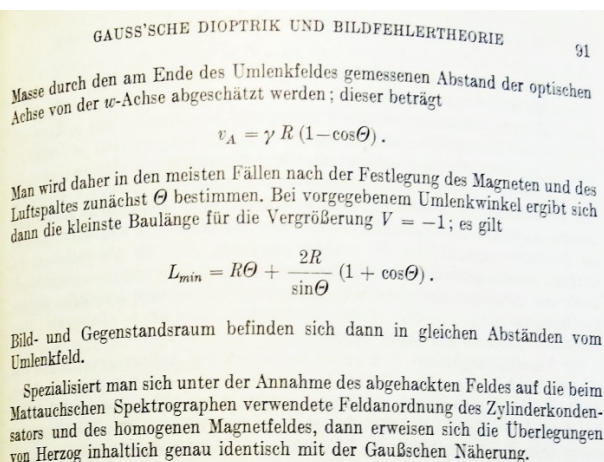 GAUSS'SCHE DIOPTRIK UND BILDFEHLERTHEORIE 91
Masse durch den am Ende des Umlenkfeldes gemessenen Abstand der optischen
Achse von der w-Achse abgeschätzt werden; dieser beträgt
v_A = γ R (1−cosΘ).
Man wird daher in den meisten Fällen nach der Festlegung des Magneten und des
Luftspaltes zunächst Θ bestimmen. Bei vorgegebenem Umlenkwinkel ergibt sich
dann die kleinste Baulänge für die Vergrößerung V = −1; es gilt
L_min = RΘ + 2R/sinΘ (1 + cosΘ).
Bild- und Gegenstandsraum befinden sich dann in gleichen Abständen vom
Umlenkfeld.
Spezialisiert man sich unter der Annahme des abgehackten Feldes auf die beim
Mattauchschen Spektrographen verwendete Feldanordnung des Zylinderkonden-
sators und des homogenen Magnetfeldes, dann erweisen sich die Überlegungen
von Herzog inhaltlich genau identisch mit der Gaußschen Näherung.